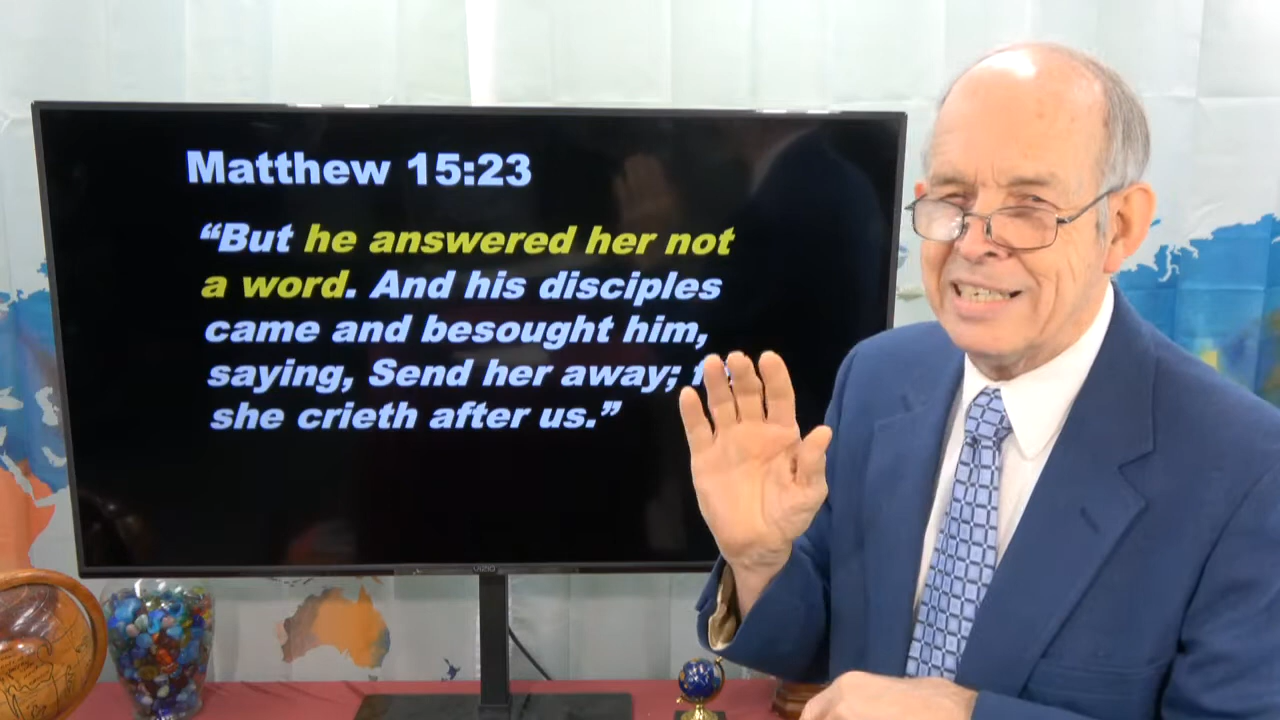 Matthew 15:23
“But he answered her not
a word. And his disciples
came and besought him,
saying, Send her away; f
she crieth after us.”
VIZIO